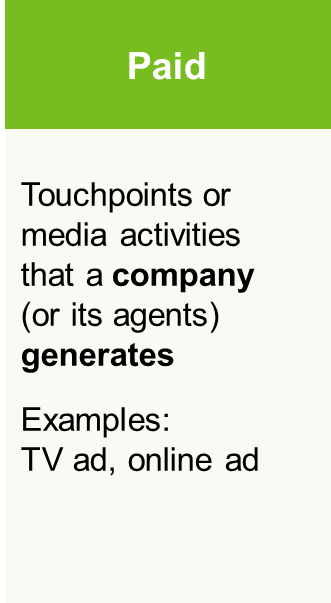 Paid
Touchpoints or
media activities
that a company
(or its agents)
generates
Examples:
TV ad, online ad